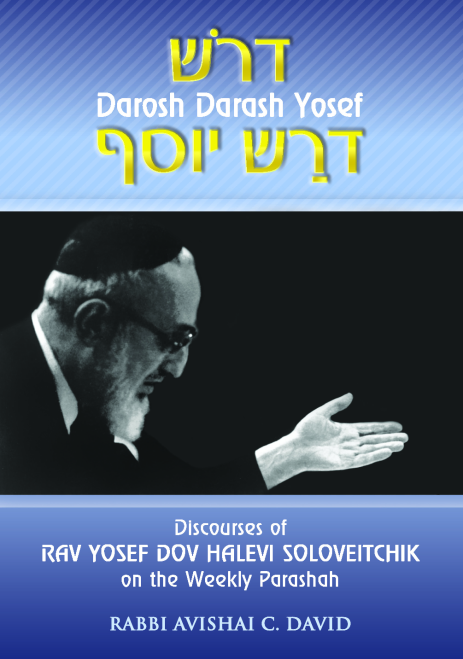 דרֹשׁ
Darosh Darash Yosef
דרַש יוסף
Discourses of
RAV YOSEF DOV HALEVI SOLOVEITCHIK
on the Weekly Parashah
RABBI AVISHAI C. DAVID